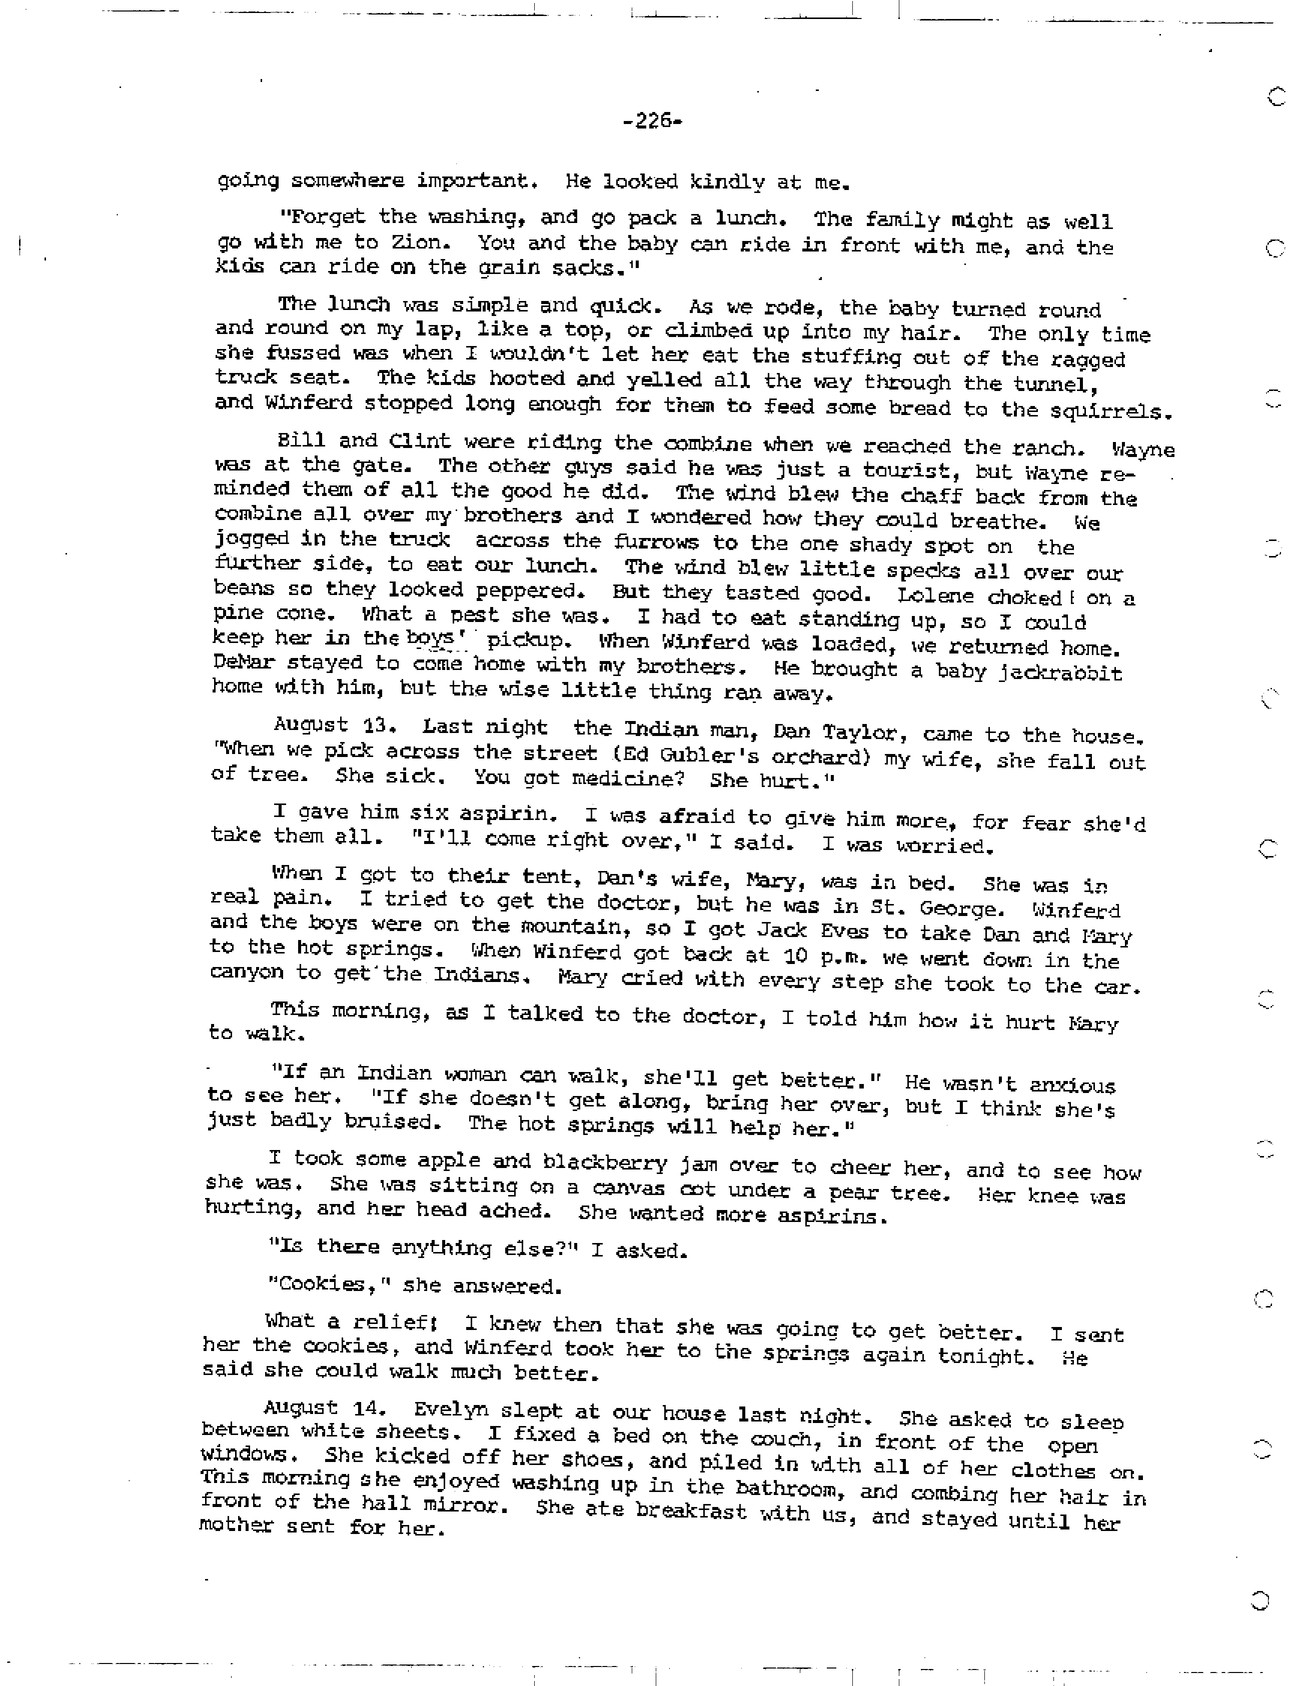 -226-
going somewhere important. He looked kindly at me.
"Forget the washing, and go pack a lunch. The family might as well
go with me to Zion. You and the baby can ride in front with me, and the
kids can ride on the grain sacks."
The lunch was simple and quick. As we rode, the baby turned round
and round on my lap, like a top, or climbed up into my hair. The only time
she fussed was when I wouldn't let her eat the stuffing out of the ragged
truck seat. The kids hooted and yelled all the way through the tunnel,
and Winferd stopped long enough for them to feed some bread to the squirrels.
Bill and Clint were riding the combine when we reached the ranch. Wayne
was at the gate. The other guys said he was just a tourist, but Wayne re-
minded them of all the good he did. The wind blew the chaff back from the
combine all over my brothers and I wondered how they could breathe. We
jogged in the truck across the furrows to the one shady spot on the
further side, to eat our lunch. The wind blew little specks all over our
beans so they looked peppered. But they tasted good. Lolene choked on a
pine cone. What a pest she was. I had to eat standing up, so I could
keep her in the boys' pickup. When Winferd was loaded, we returned home.
DeMar stayed to come home with my brothers. He brought a baby jackrabbit
home with him, but the wise little thing ran away.
August 13. Last night the Indian man, Dan Taylor, came to the house.
"When we pick across the street (Ed Gubler's orchard) my wife, she fall out
of tree. She sick. You got medicine? She hurt."
I gave him six aspirin. I was afraid to give him more, for fear she'd
take them all. "I'll come right over," I said. I was worried.
When I got to their tent, Dan's wife, Mary, was in bed. She was in
real pain. I tried to get the doctor, but he was in St. George. Winferd
and the boys were on the mountain, so I got Jack Eves to take Dan and Mary
to the hot springs. When Winferd got back at 10 p.m. we went down in the
canyon to get the Indians. Mary cried with every step she took to the car.
This morning, as I talked to the doctor, I told him how it hurt Mary
to walk.
"If an Indian woman can walk, she'll get better." He wasn't anxious
to see her. "If she doesn't get along, bring her over, but I think she's
just badly bruised. The hot springs will help her."
I took some apple and blackberry jam over to cheer her, and to see how
she was. She was sitting on a canvas cot under a pear tree. Her knee was
hurting, and her head ached. She wanted more aspirins.
"Is there anything else?" I asked.
"Cookies," she answered.
What a relief! I knew then that she was going to get better. I sent
her the cookies, and Winferd took her to the springs again tonight. He
said she could walk much better.
August 14. Evelyn slept at our house last night. She asked to sleep
between white sheets. I fixed a bed on the couch, in front of the open
windows. She kicked off her shoes, and piled in with all of her clothes on.
This morning she enjoyed washing up in the bathroom, and combing her hair in
front of the hall mirror. She ate breakfast with us, and stayed until her
mother sent for her.